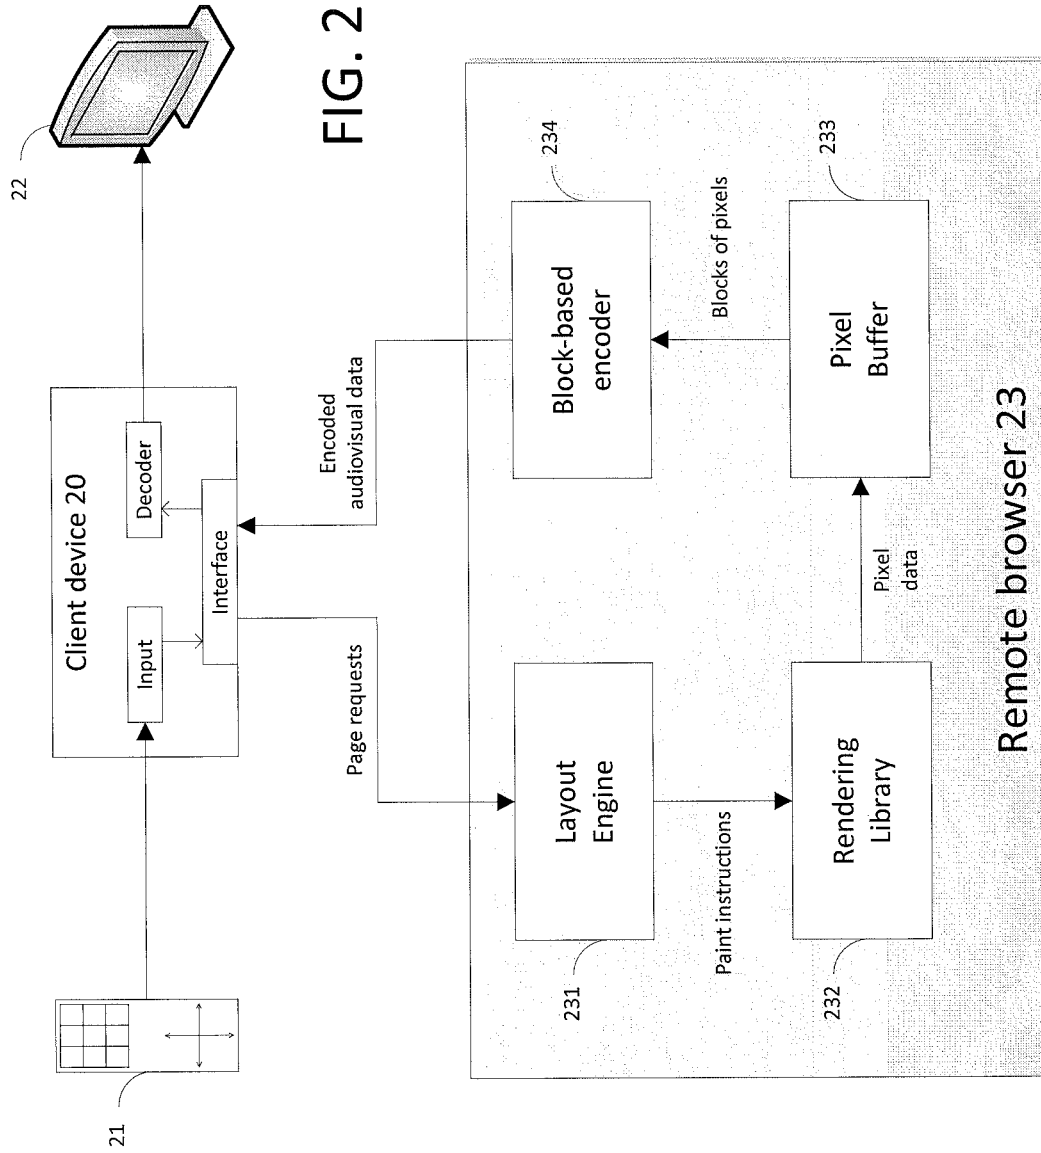 21
22
Client device 20
Input
Decoder
Interface
FIG. 2
Page requests
Encoded
audiovisual data
231
Layout
Engine
Block-based
encoder
234
Paint instructions
Blocks of pixels
232
Rendering
Library
Pixel
data
Pixel
Buffer
233
Remote browser 23